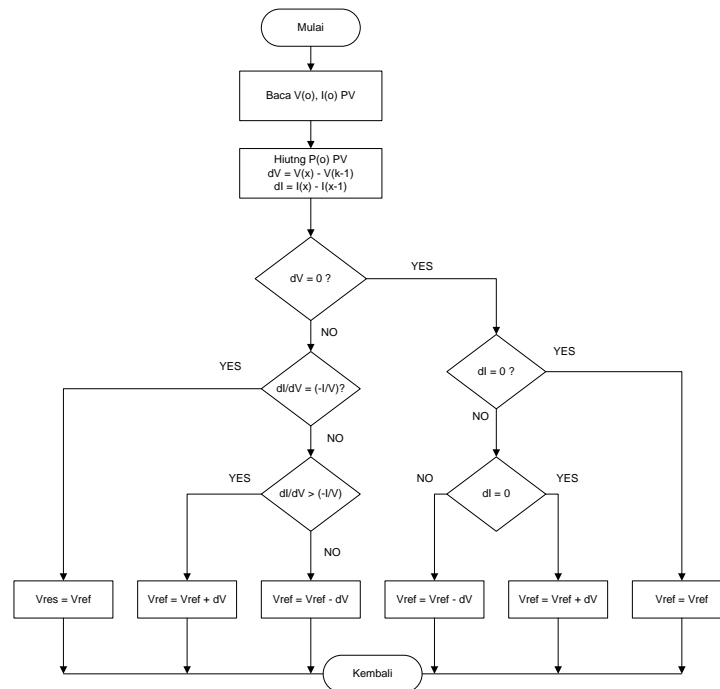 Mulai
Baca V(o), I(o) PV
Hiutng P(o) PV
dV = V(x) - V(k-1)
dI = I(x) - I(x-1)
dV = 0 ?
YES
NO
YES
dI/dV = (-I/V)?
dI = 0 ?
YES
NO
NO
YES
dI/dV > (-I/V)
NO
dI = 0
YES
NO
Vres = Vref
Vref = Vref + dV
Vref = Vref - dV
Vref = Vref - dV
Vref = Vref + dV
Vref = Vref
Kembali